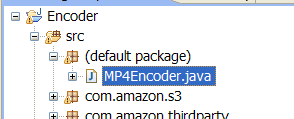 Encoder
src
(default package)
MP4Encoder.java
com.amazon.s3
com.amazon.thirdparty